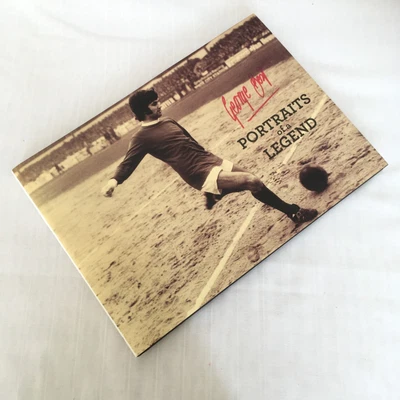 George Best
PORTRAITS
OF A
LEGEND